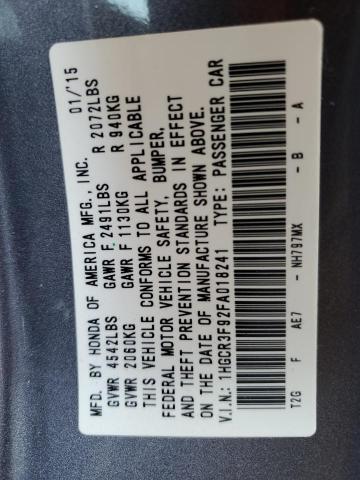 MFD. BY HONDA OF AMERICA MFG., INC. 01/'15
GVWR 4542LBS GAWR F 2491LBS R 2072LBS
GVWR 2060KG GAWR F 1130KG R 940KG
THIS VEHICLE CONFORMS TO ALL APPLICABLE
FEDERAL MOTOR VEHICLE SAFETY, BUMPER,
AND THEFT PREVENTION STANDARDS IN EFFECT
ON THE DATE OF MANUFACTURE SHOWN ABOVE.
V.I.N.: 1HGCR3F92FA018241 TYPE: PASSENGER CAR
T2G F AE7 - NH797MX - B - A